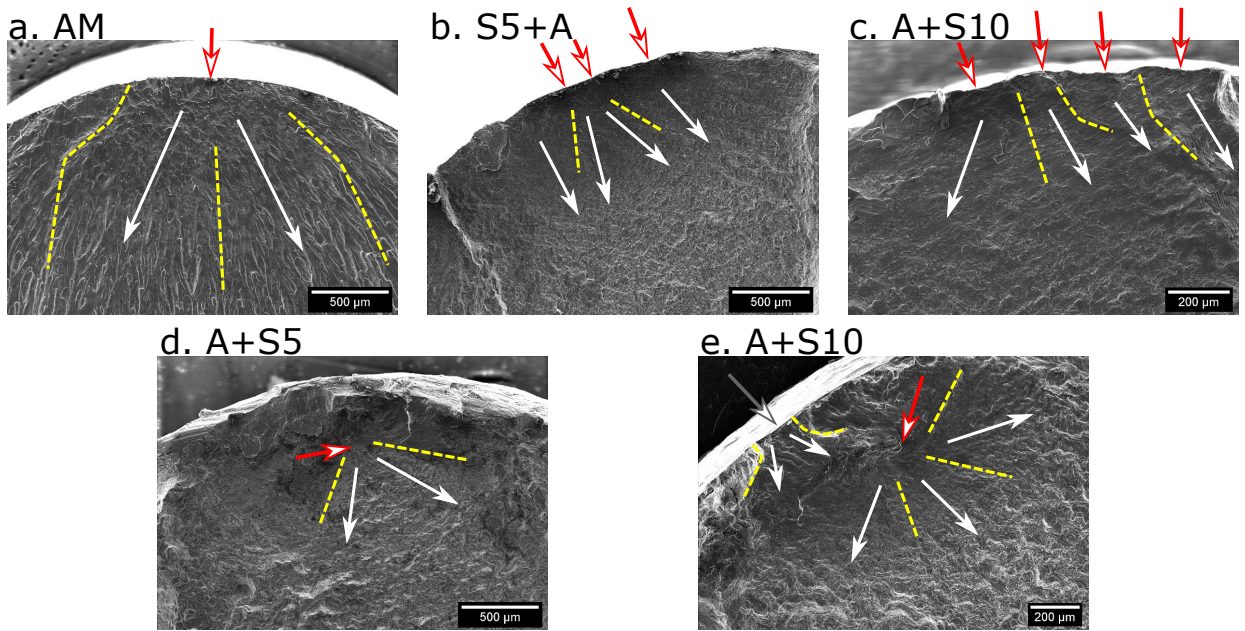 a. AM
b. S5+A
c. A+S10
500 µm
500 µm
200 µm
d. A+S5
e. A+S10
500 µm
200 µm